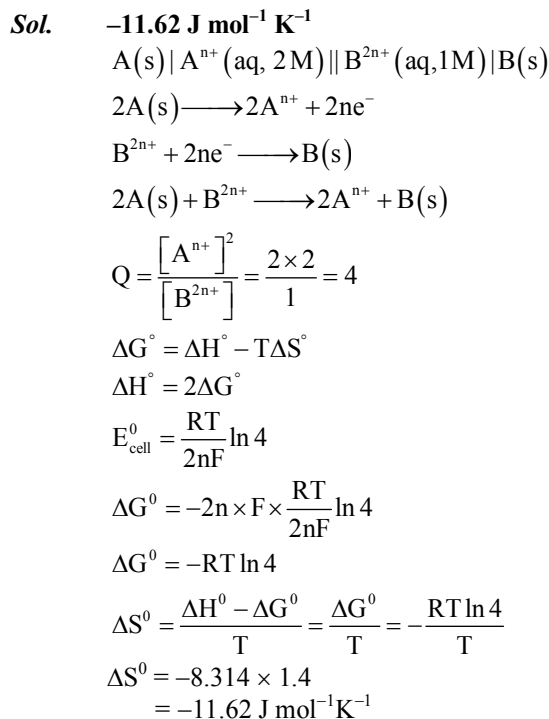 Sol. –11.62 J mol⁻¹ K⁻¹
A(s) | Aⁿ⁺ (aq, 2 M) || B²ⁿ⁺ (aq,1M) | B(s)
2A(s) ⟶ 2Aⁿ⁺ + 2ne⁻
B²ⁿ⁺ + 2ne⁻ ⟶ B(s)
2A(s) + B²ⁿ⁺ ⟶ 2Aⁿ⁺ + B(s)
Q = [Aⁿ⁺]² / [B²ⁿ⁺] = (2 × 2) / 1 = 4
ΔG° = ΔH° – TΔS°
ΔH° = 2ΔG°
E⁰cell = (RT / 2nF) ln 4
ΔG⁰ = –2n × F × (RT / 2nF) ln 4
ΔG⁰ = –RT ln 4
ΔS⁰ = (ΔH⁰ – ΔG⁰) / T = ΔG⁰ / T = – (RT ln 4) / T
ΔS⁰ = –8.314 × 1.4
= –11.62 J mol⁻¹K⁻¹